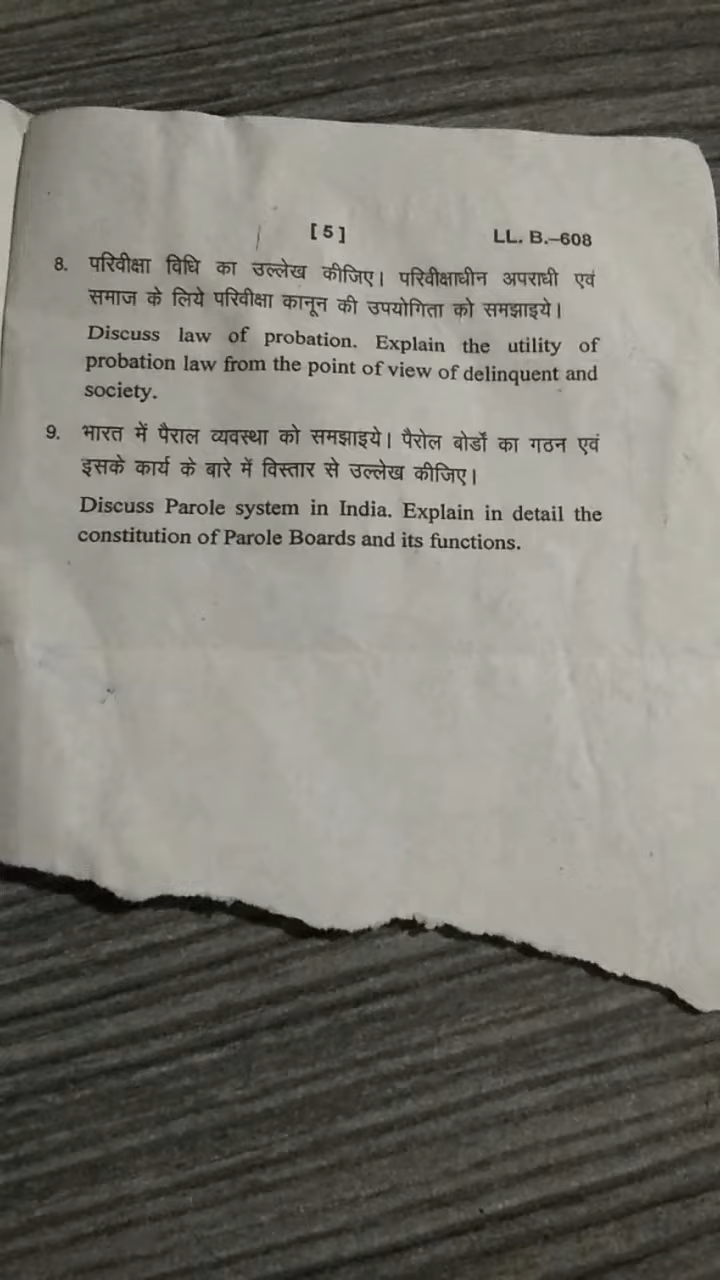 [ 5 ]
LL. B.–608
8. परिवीक्षा विधि का उल्लेख कीजिए। परिवीक्षाधीन अपराधी एवं
समाज के लिये परिवीक्षा कानून की उपयोगिता को समझाइये।
Discuss law of probation. Explain the utility of
probation law from the point of view of delinquent and
society.
9. भारत में पैराल व्यवस्था को समझाइये। पैरोल बोर्डों का गठन एवं
इसके कार्य के बारे में विस्तार से उल्लेख कीजिए।
Discuss Parole system in India. Explain in detail the
constitution of Parole Boards and its functions.